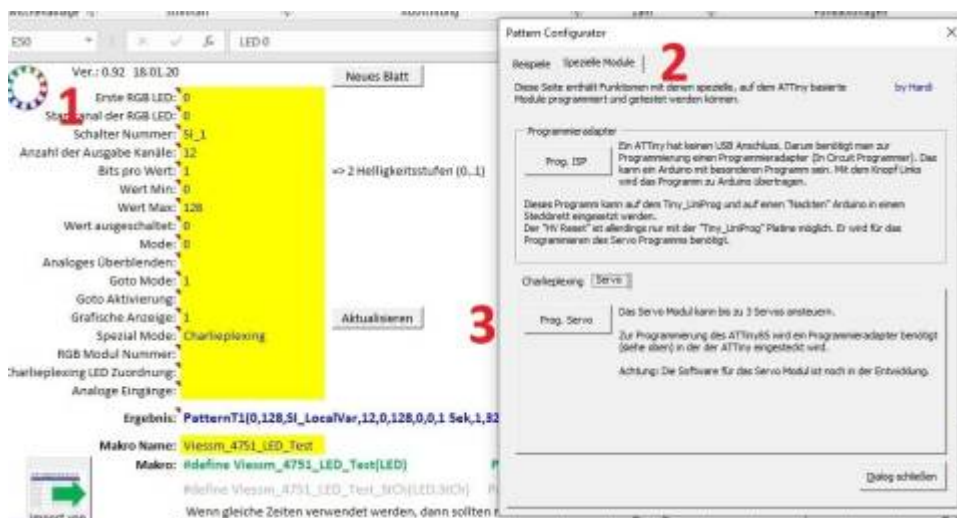 E50
LED 0
Ver.: 0.92 18.01.20
Neues Blatt
1
Erste RGB LED: 0
Startkanal der RGB LED: 0
Schalter Nummer: SI_1
Anzahl der Ausgabe Kanäle: 12
Bits pro Wert: 1
=> 2 Helligkeitsstufen (0..1)
Wert Min: 0
Wert Max: 128
Wert ausgeschaltet: 0
Mode: 0
Analoges Überblenden:
Goto Mode: 1
Goto Aktivierung:
Grafische Anzeige: 1
Aktualisieren
Spezial Mode: Charlieplexing
RGB Modul Nummer:
Charlieplexing LED Zuordnung:
Analoge Eingänge:
Ergebnis: PatternT1(0,128,SI_LocalVar,12,0,128,0,0,1 Sek,1,32
Makro Name: Viessm_4751_LED_Test
Makro: #define Viessm_4751_LED_Test(LED)
#define Viessm_4751_LED_Test_StCh(LED,StCh)
Wenn gleiche Zeiten verwendet werden, dann sollten
Import von
Pattern Configurator
Beispiele Spezielle Module
2
Diese Seite enthält Funktionen mit denen spezielle, auf dem ATTiny basierte
Module programmiert und getestet werden können.
by Hardi
Programmieradapter
Prog. ISP
Ein ATTiny hat keinen USB Anschluss. Darum benötigt man zur
Programmierung einen Programmieradapter (In Circuit Programmer). Das
kann ein Arduino mit besonderen Programm sein. Mit dem Knopf Links
wird das Programm zu Arduino übertragen.
Dieses Programm kann auf dem Tiny_UniProg und auf einen "Nackten" Arduino in einem
Steckbrett eingesetzt werden.
Der "HV Reset" ist allerdings nur mit der "Tiny_UniProg" Platine möglich. Er wird für das
Programmieren des Servo Programms benötigt.
Charlieplexing Servo
3
Prog. Servo
Das Servo Modul kann bis zu 3 Servos ansteuern.
Zur Programmierung des ATTiny85 wird ein Programmieradapter benötigt
(siehe oben) in der der ATTiny eingesteckt wird.
Achtung: Die Software für das Servo Modul ist noch in der Entwicklung.
Dialog schließen